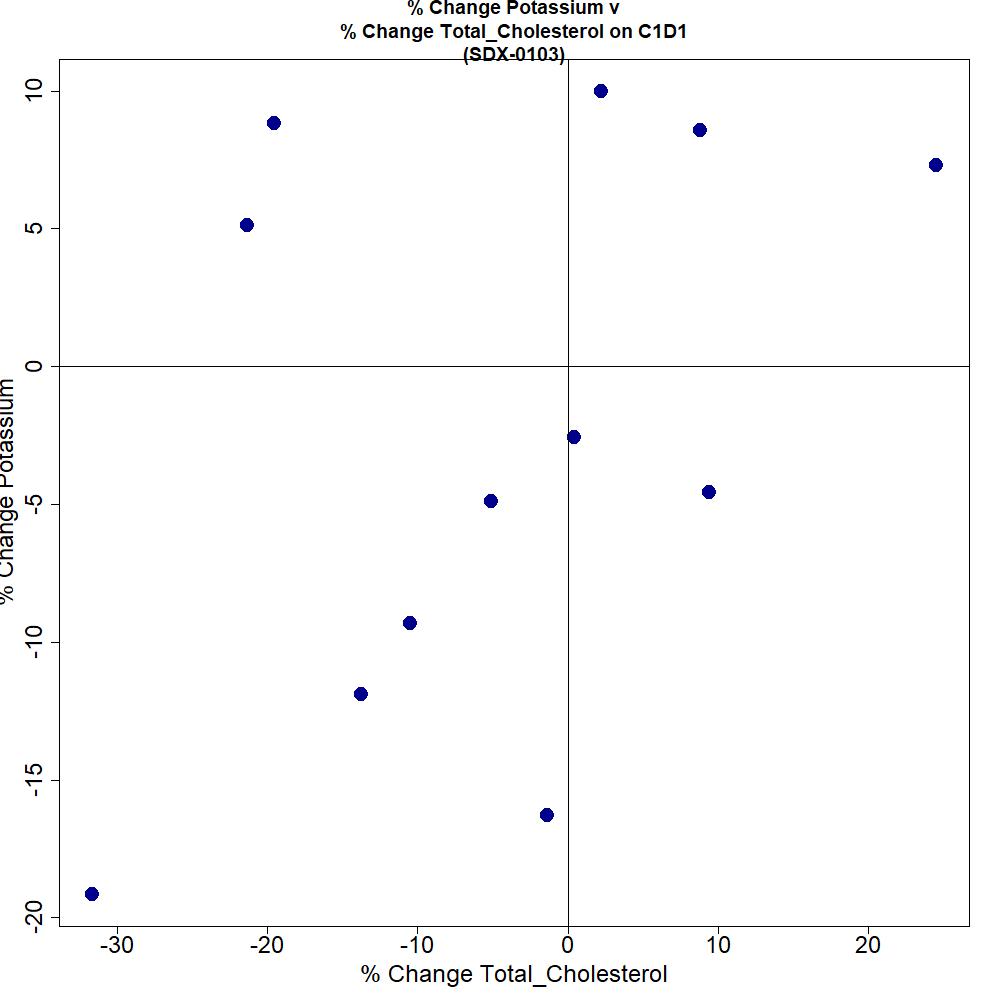 % Change Potassium v
% Change Total_Cholesterol on C1D1
(SDX-0103)
% Change Potassium
10
5
0
-5
-10
-15
-20
-30
-20
-10
0
10
20
% Change Total_Cholesterol